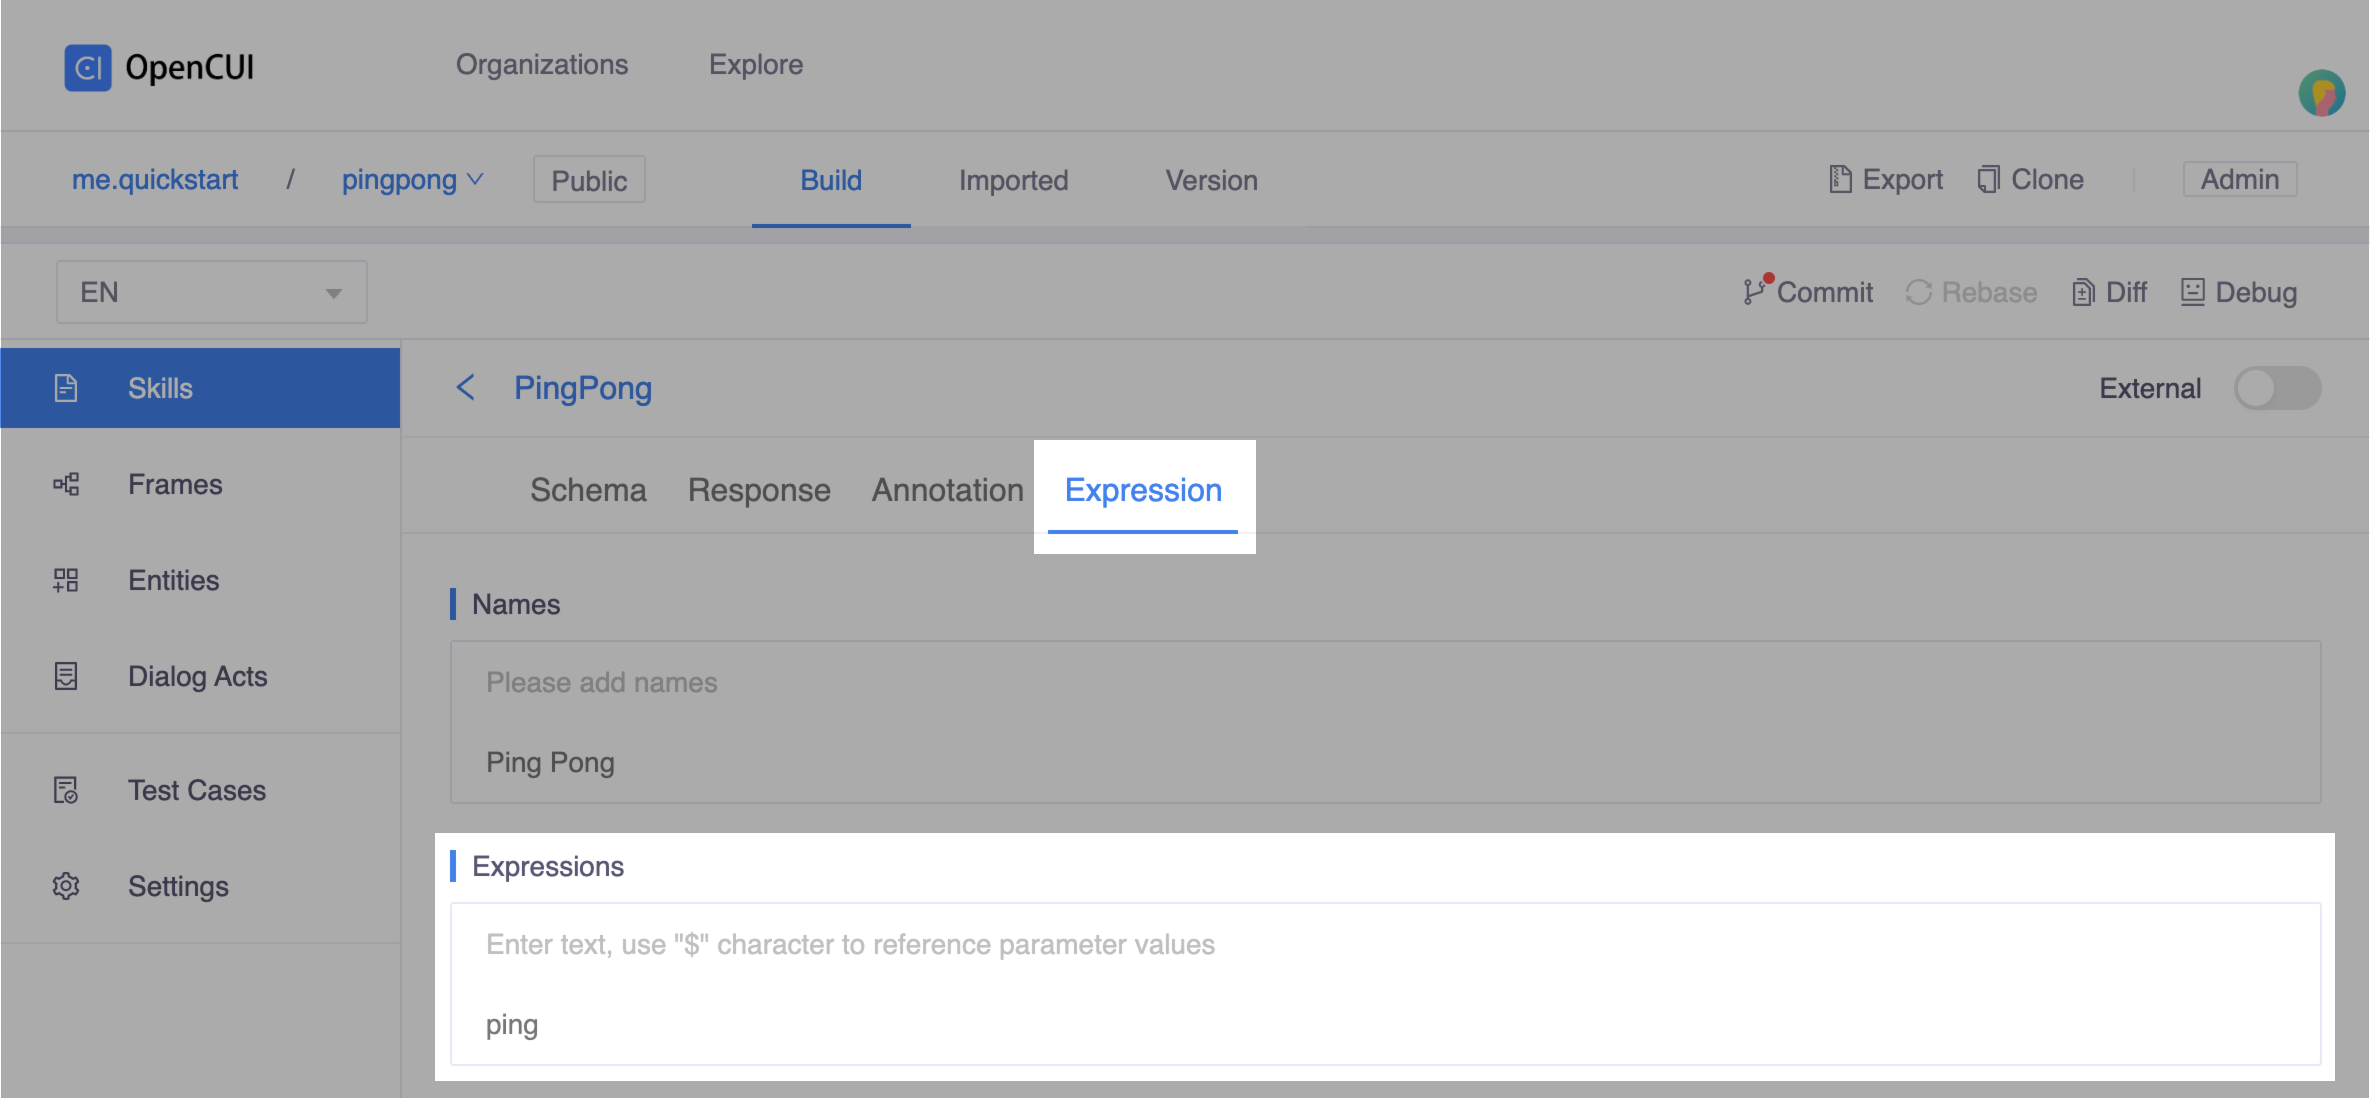 CI OpenCUI
Organizations Explore
me.quickstart / pingpong Public Build Imported Version Export Clone Admin
EN Commit Rebase Diff Debug
Skills
Frames
Entities
Dialog Acts
Test Cases
Settings
PingPong External
Schema Response Annotation Expression
Names
Please add names
Ping Pong
Expressions
Enter text, use "$" character to reference parameter values
ping